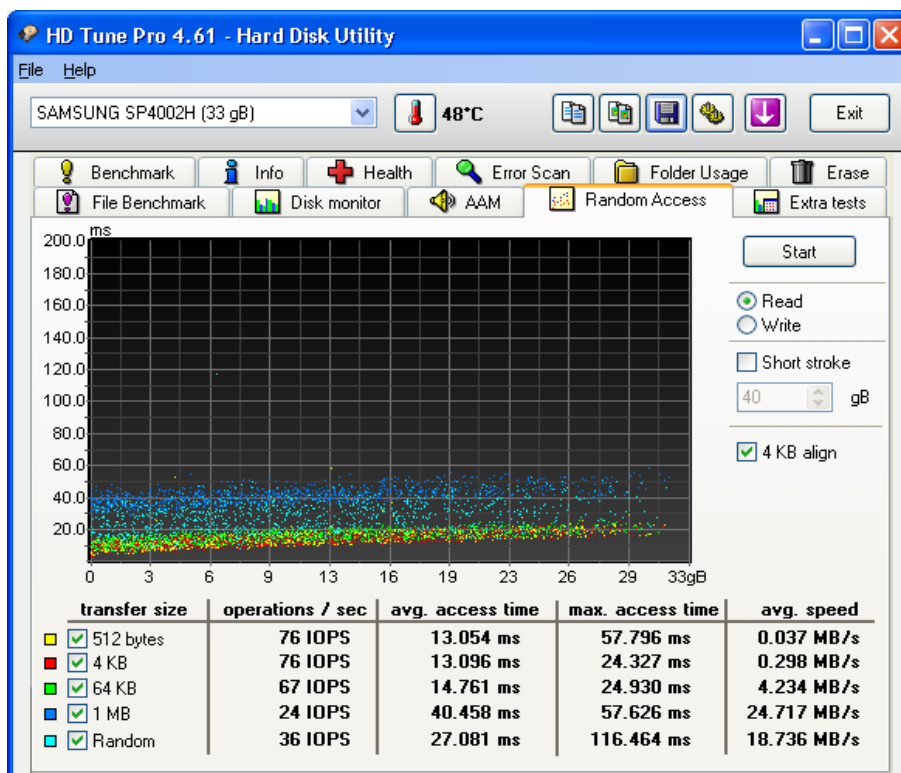 HD Tune Pro 4.61 - Hard Disk Utility
File Help
SAMSUNG SP4002H (33 gB) 48°C Exit
Benchmark Info Health Error Scan Folder Usage Erase
File Benchmark Disk monitor AAM Random Access Extra tests
ms
200.0
180.0
160.0
140.0
120.0
100.0
80.0
60.0
40.0
20.0
0 3 6 9 13 16 19 23 26 29 33gB
Start
Read
Write
Short stroke
40 gB
4 KB align
transfer size operations / sec avg. access time max. access time avg. speed
512 bytes 76 IOPS 13.054 ms 57.796 ms 0.037 MB/s
4 KB 76 IOPS 13.096 ms 24.327 ms 0.298 MB/s
64 KB 67 IOPS 14.761 ms 24.930 ms 4.234 MB/s
1 MB 24 IOPS 40.458 ms 57.626 ms 24.717 MB/s
Random 36 IOPS 27.081 ms 116.464 ms 18.736 MB/s